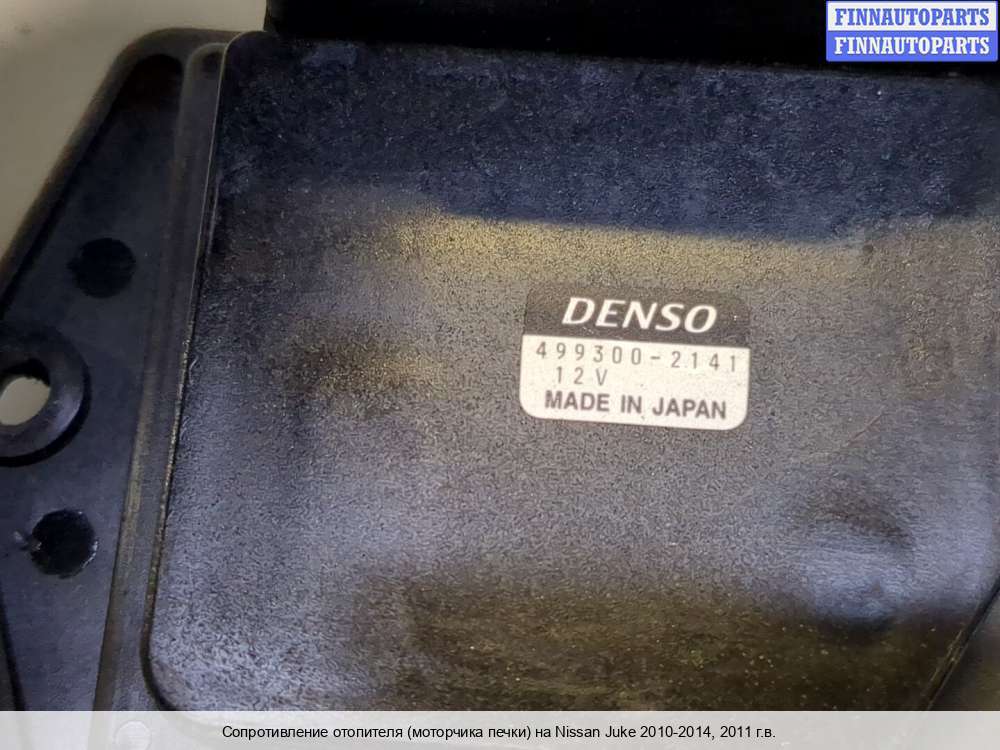 FINNAUTOPARTS
FINNAUTOPARTS
DENSO
499300-2141
12V
MADE IN JAPAN
Сопротивление отопителя (моторчика печки) на Nissan Juke 2010-2014, 2011 г.в.